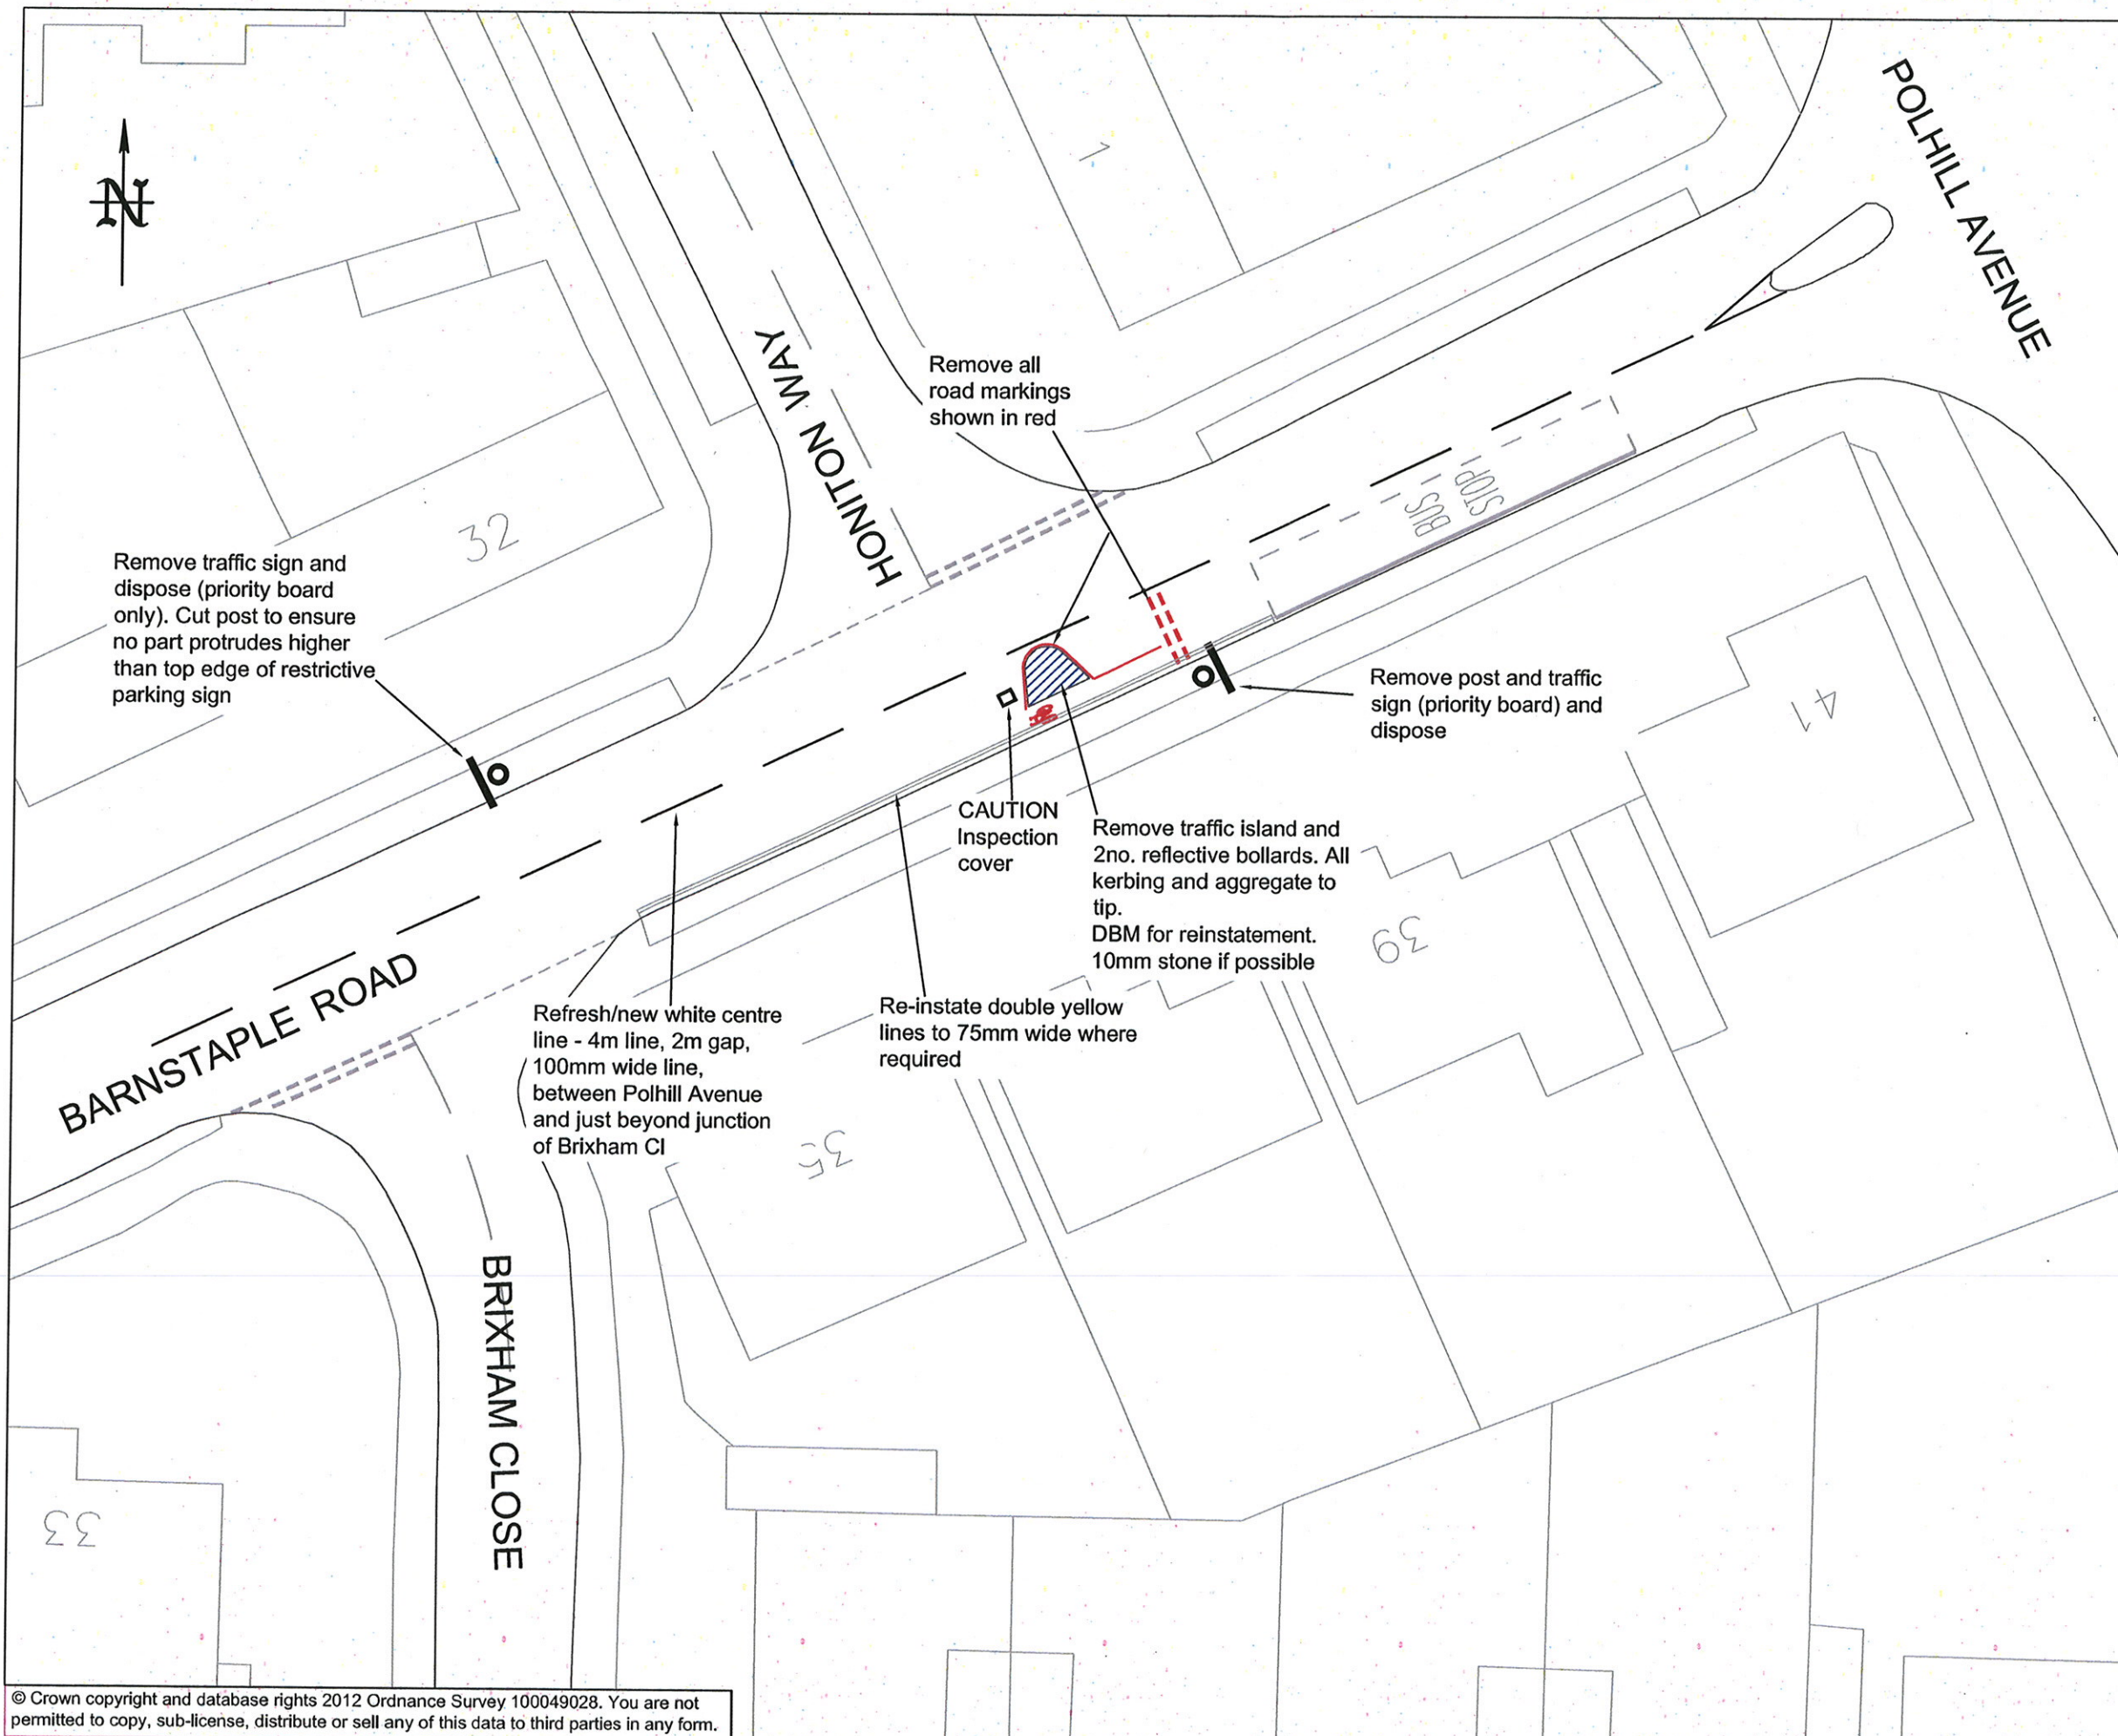 POLHILL AVENUE
N
1
HONITON WAY
Remove all
road markings
shown in red
BUS
STOP
32
Remove traffic sign and
dispose (priority board
only). Cut post to ensure
no part protrudes higher
than top edge of restrictive
parking sign
Remove post and traffic
sign (priority board) and
dispose
41
CAUTION
Inspection
cover
Remove traffic island and
2no. reflective bollards. All
kerbing and aggregate to
tip.
DBM for reinstatement.
10mm stone if possible
39
BARNSTAPLE ROAD
Refresh/new white centre
line - 4m line, 2m gap,
100mm wide line,
between Polhill Avenue
and just beyond junction
of Brixham Cl
Re-instate double yellow
lines to 75mm wide where
required
35
BRIXHAM CLOSE
33
© Crown copyright and database rights 2012 Ordnance Survey 100049028. You are not
permitted to copy, sub-license, distribute or sell any of this data to third parties in any form.